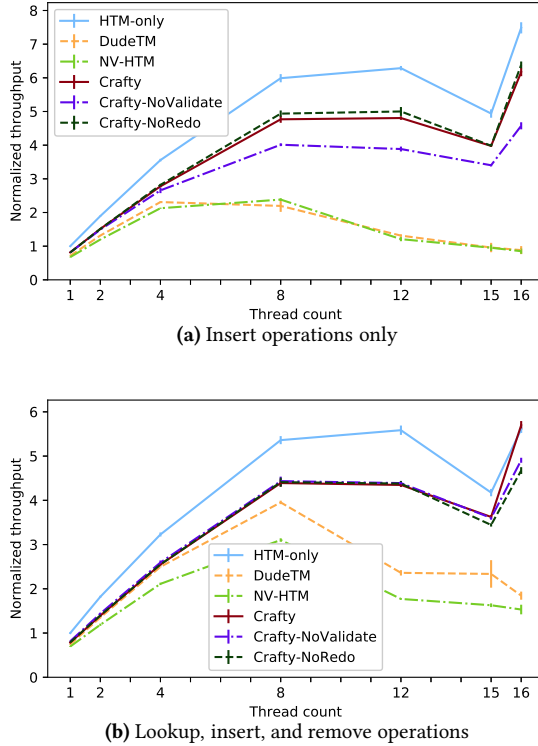 8
7
6
5
4
3
2
1
0
Normalized throughput
HTM-only
DudeTM
NV-HTM
Crafty
Crafty-NoValidate
Crafty-NoRedo
1 2 4 8 12 15 16
Thread count
(a) Insert operations only
6
5
4
3
2
1
0
Normalized throughput
HTM-only
DudeTM
NV-HTM
Crafty
Crafty-NoValidate
Crafty-NoRedo
1 2 4 8 12 15 16
Thread count
(b) Lookup, insert, and remove operations